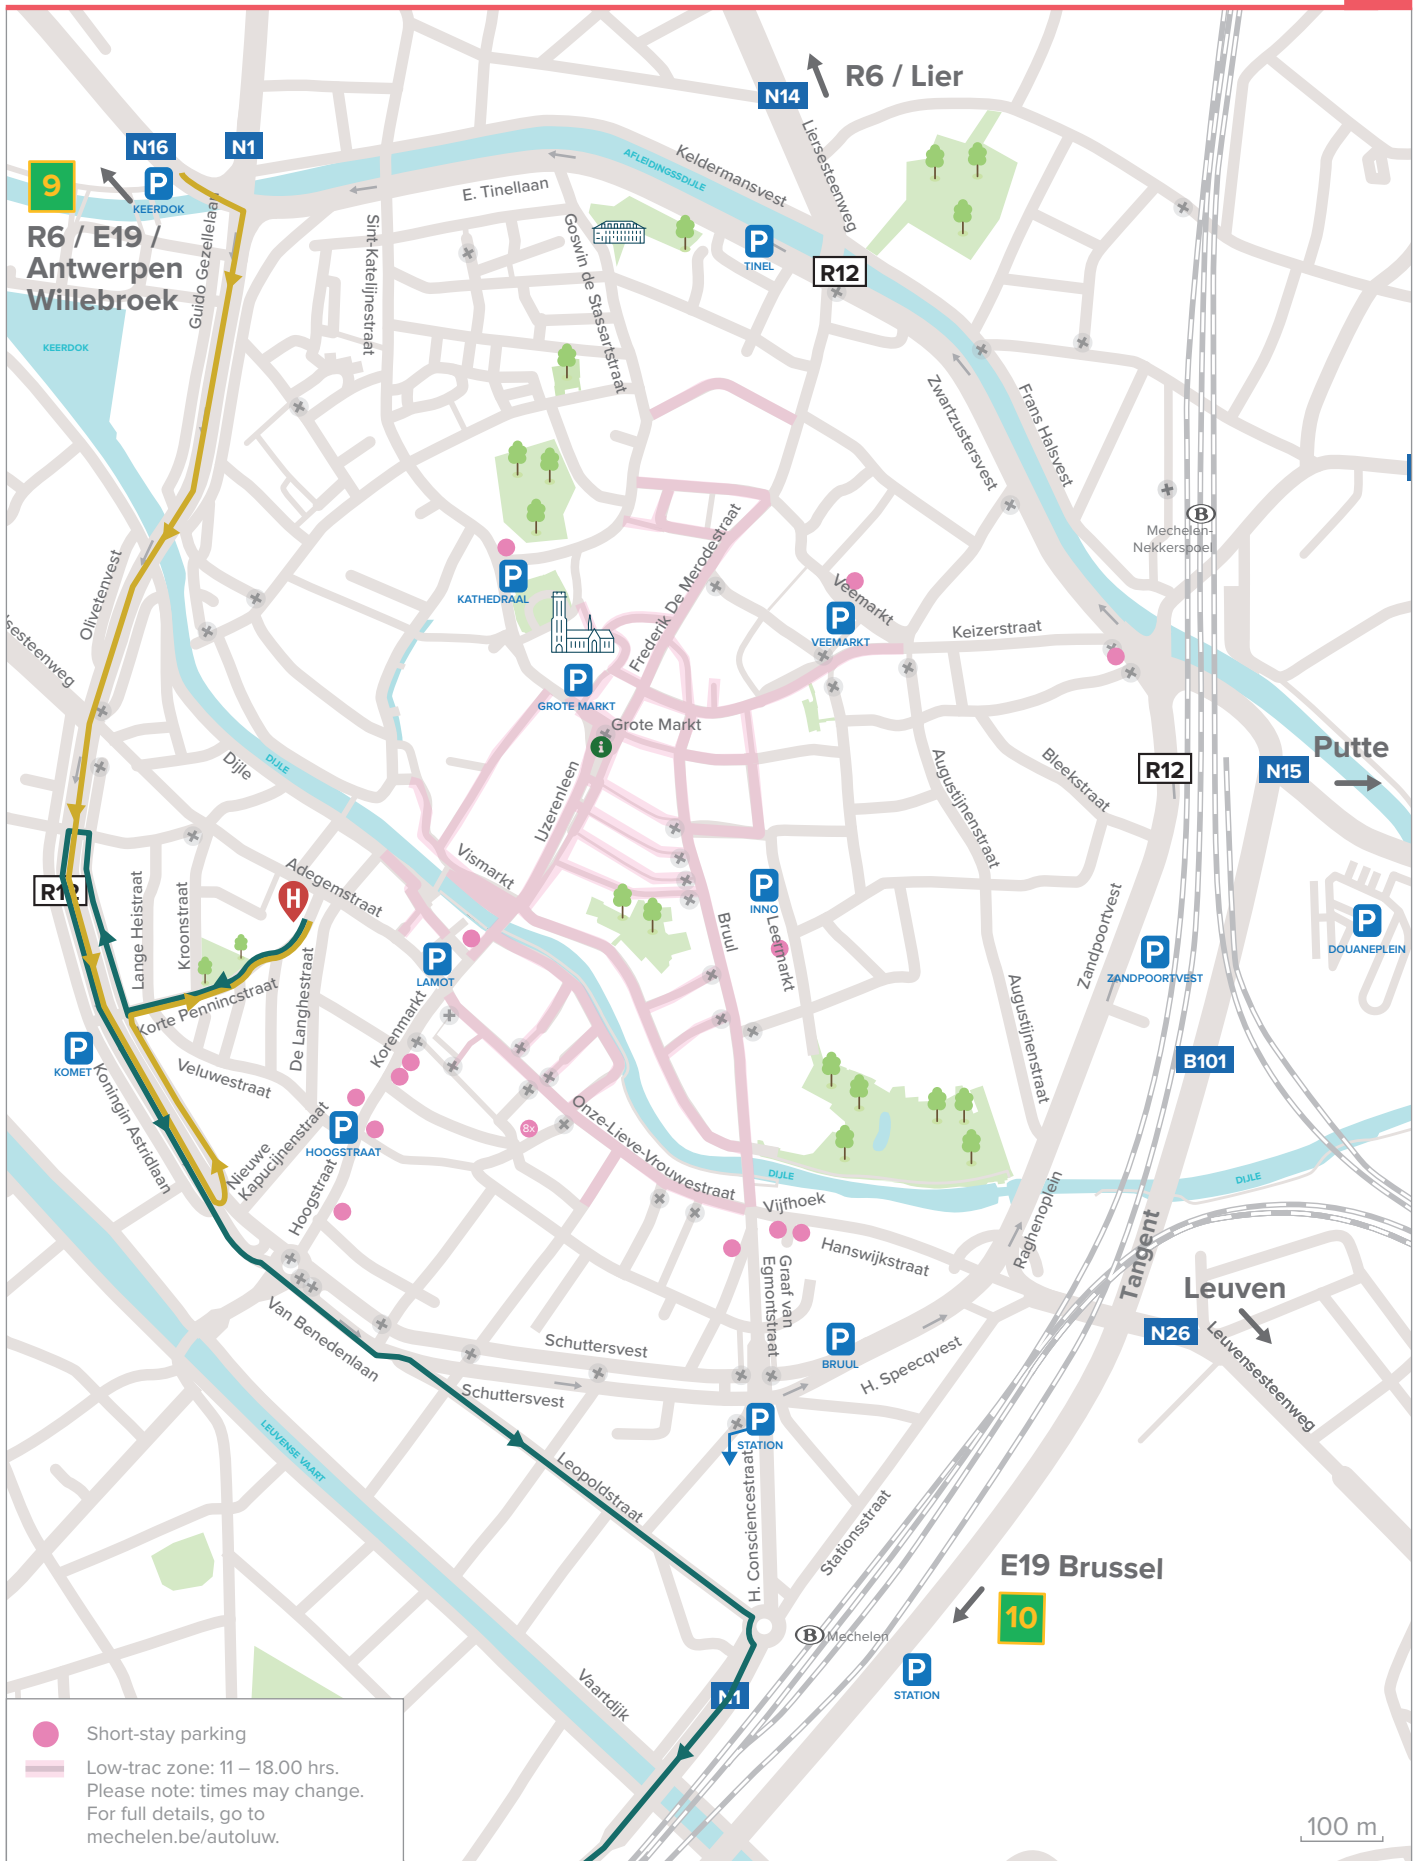 R6 / Lier
N14
N16
N1
9
P
KEERDOK
R6 / E19 /
Antwerpen
Willebroek
KEERDOK
Guido Gezellelaan
Sint-Katelijnestraat
E. Tinellaan
Goswin de Stassartstraat
AFLEIDINGSSDIJLE
Keldermansvest
Liersesteenweg
P
TINEL
R12
Zwartzustersvest
Frans Halsvest
B
Mechelen-
Nekkerspoel
Olivetenvest
sesteenweg
P
KATHEDRAAL
Frederik De Merodestraat
Veemarkt
P
VEEMARKT
Keizerstraat
P
GROTE MARKT
Grote Markt
i
IJzerenleen
Dijle
DIJLE
Vismarkt
Augustijnenstraat
Bleekstraat
R12
N15
Putte
R12
Lange Heistraat
Kroonstraat
Adegemstraat
H
De Langhestraat
Korte Pennincstraat
P
LAMOT
Korenmarkt
Bruul
P
INNO
Leermarkt
Zandpoortvest
P
ZANDPOORTVEST
P
DOUANEPLEIN
Augustijnenstraat
B101
P
KOMET
Koningin Astridlaan
Veluwestraat
Nieuwe
Kapucijnenstraat
P
HOOGSTRAAT
Hoogstraat
8x
Onze-Lieve-Vrouwestraat
DIJLE
Vijfhoek
Hanswijkstraat
Graaf van
Egmontstraat
Raghenoplein
DIJLE
Tangent
Leuven
N26
Leuvensesteenweg
Van Benedenlaan
Schuttersvest
Schuttersvest
P
BRUUL
H. Speecqvest
P
STATION
LEUVENSE VAART
Leopoldstraat
H. Consciencestraat
Stationsstraat
E19 Brussel
10
B Mechelen
P
STATION
N1
Vaartdijk
Short-stay parking
Low-trac zone: 11 – 18.00 hrs.
Please note: times may change.
For full details, go to
mechelen.be/autoluw.
100 m